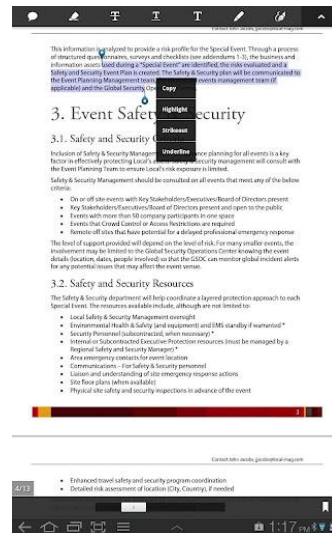 Contact John Jacobs, jjacobs@local-mag.com
This information is analyzed to provide a risk profile for the Special Event. Through a process
of structured questionnaires, surveys and checklists (see addendums 1-3), the business and
information assets used during a "Special Event" are identified, the risks evaluated and a
Safety and Security Event Plan is created. The Safety & Security plan will be communicated to
the Event Planning Management team, events management team (if
applicable) and the Global Security Op
Copy
Highlight
Strikeout
Underline
3. Event Safety Security
3.1. Safety and Security
Inclusion of Safety & Security Management ance planning for all events is a key
factor in effectively protecting Local's security management will consult with
the Event Planning Team to ensure Local's risk exposure is limited.
Safety & Security Management should be consulted on all events that meet any of the below
criteria:
• On or off site events with Key Stakeholders/Executives/Board of Directors present
• Key Stakeholders/Executives/Board of Directors present and open to the public
• Events with more than 50 company participants in one space
• Events that Crowd Control or Access Restrictions are required
• Remote off sites that have potential for a delayed professional emergency response
The level of support provided will depend on the level of risk. For many smaller events, the
involvement may be limited to the Global Security Operations Center knowing the event
details (location, dates, people involved) so that the GSOC can monitor global incident alerts
for any potential issues that may affect the event venue.
3.2. Safety and Security Resources
The Safety & Security department will help coordinate a layered protection approach to each
Special Event. The resources available include, although are not limited to:
• Local Safety & Security Management oversight
• Environmental Health & Safety (and equipment) and EMS standby if warranted *
• Security Personnel (subcontracted, when necessary) *
• Internal or Subcontracted Executive Protection resources (must be managed by a
Regional Safety and Security Manager) *
• Area emergency contacts for event location
• Communications – For Safety & Security personnel
• Liaison and understanding of site emergency response actions
• Site floor plans (when available)
• Physical site safety and security inspections in advance of the event
3
Contact John Jacobs, jjacobs@local-mag.com
• Enhanced travel safety and security program coordination
• Detailed risk assessment of location (City, Country), if needed
4/13
1:17 PM